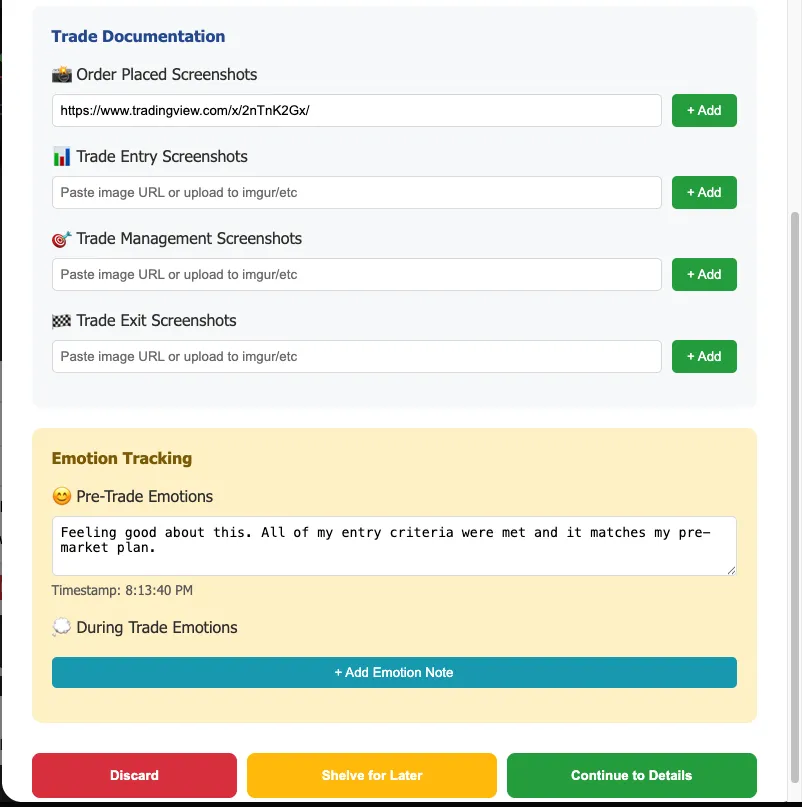 Trade Documentation
📸 Order Placed Screenshots
https://www.tradingview.com/x/2nTnK2Gx/
+ Add
📊 Trade Entry Screenshots
Paste image URL or upload to imgur/etc
+ Add
🎯 Trade Management Screenshots
Paste image URL or upload to imgur/etc
+ Add
🏁 Trade Exit Screenshots
Paste image URL or upload to imgur/etc
+ Add
Emotion Tracking
😊 Pre-Trade Emotions
Feeling good about this. All of my entry criteria were met and it matches my pre-
market plan.
Timestamp: 8:13:40 PM
💭 During Trade Emotions
+ Add Emotion Note
Discard
Shelve for Later
Continue to Details